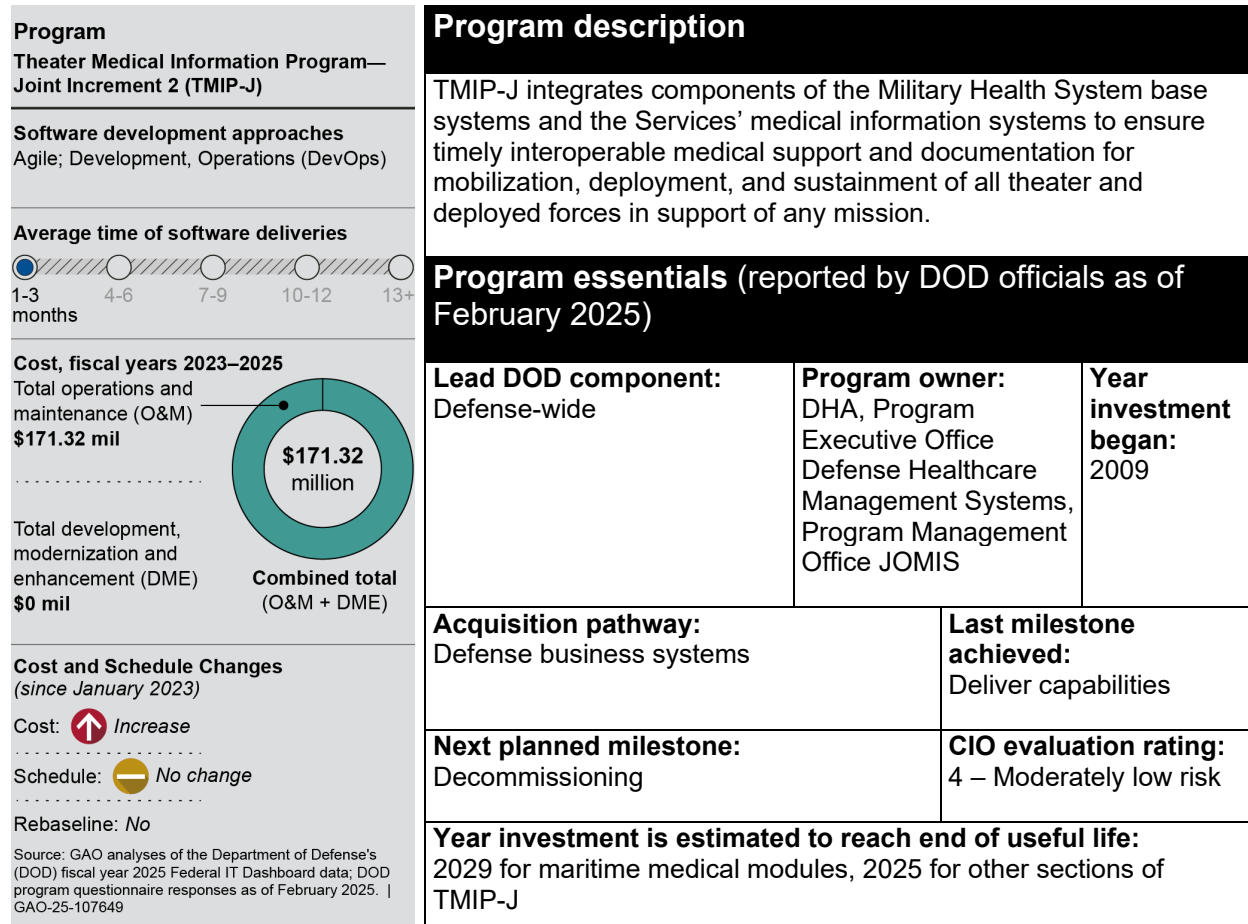 Program
Theater Medical Information Program—
Joint Increment 2 (TMIP-J)
Software development approaches
Agile; Development, Operations (DevOps)
Average time of software deliveries
1-3 4-6 7-9 10-12 13+
months
Cost, fiscal years 2023–2025
Total operations and
maintenance (O&M)
$171.32 mil
$171.32
million
Total development,
modernization and
enhancement (DME)
$0 mil
Combined total
(O&M + DME)
Cost and Schedule Changes
(since January 2023)
Cost: Increase
Schedule: No change
Rebaseline: No
Source: GAO analyses of the Department of Defense's
(DOD) fiscal year 2025 Federal IT Dashboard data; DOD
program questionnaire responses as of February 2025. |
GAO-25-107649
Program description
TMIP-J integrates components of the Military Health System base
systems and the Services’ medical information systems to ensure
timely interoperable medical support and documentation for
mobilization, deployment, and sustainment of all theater and
deployed forces in support of any mission.
Program essentials (reported by DOD officials as of
February 2025)
Lead DOD component:
Defense-wide
Program owner:
DHA, Program
Executive Office
Defense Healthcare
Management Systems,
Program Management
Office JOMIS
Year
investment
began:
2009
Acquisition pathway:
Defense business systems
Last milestone
achieved:
Deliver capabilities
Next planned milestone:
Decommissioning
CIO evaluation rating:
4 – Moderately low risk
Year investment is estimated to reach end of useful life:
2029 for maritime medical modules, 2025 for other sections of
TMIP-J